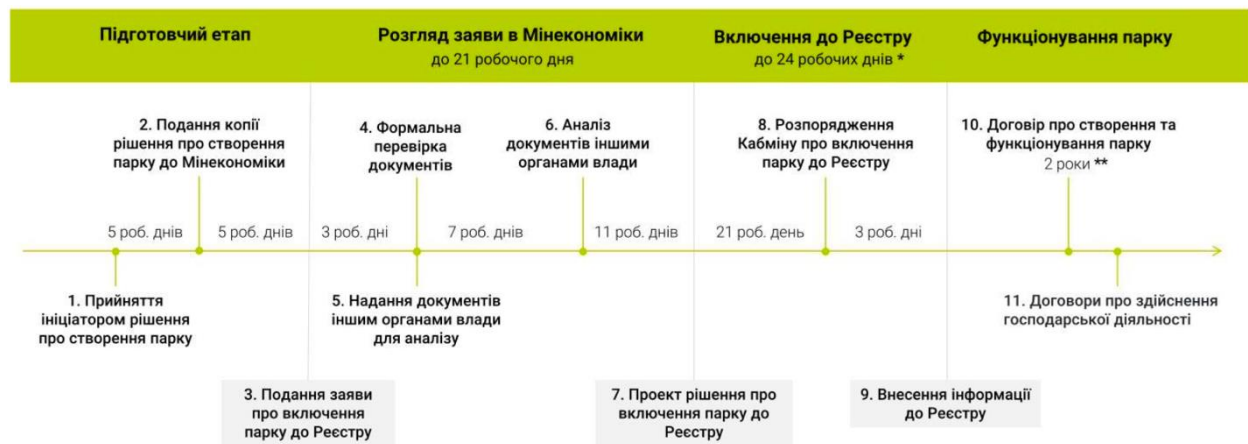 Підготовчий етап
Розгляд заяви в Мінекономіки
до 21 робочого дня
Включення до Реєстру
до 24 робочих днів *
Функціонування парку
2. Подання копії
рішення про створення
парку до Мінекономіки
4. Формальна
перевірка
документів
6. Аналіз
документів іншими
органами влади
8. Розпорядження
Кабміну про включення
парку до Реєстру
10. Договір про створення та
функціонування парку
2 роки **
5 роб. днів
5 роб. днів
3 роб. дні
7 роб. днів
11 роб. днів
21 роб. день
3 роб. дні
1. Прийняття
ініціатором рішення
про створення парку
5. Надання документів
іншим органами влади
для аналізу
11. Договори про здійснення
господарської діяльності
3. Подання заяви
про включення
парку до Реєстру
7. Проект рішення про
включення парку до
Реєстру
9. Внесення інформації
до Реєстру